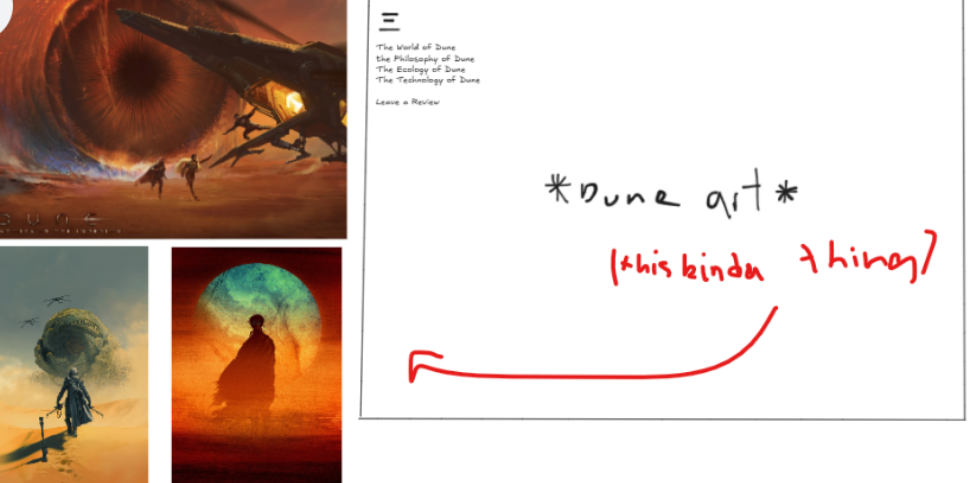 The World of Dune
the Philosophy of Dune
The Ecology of Dune
The Technology of Dune
Leave a Review
*Dune art*
(this kinda thing)
DUNE